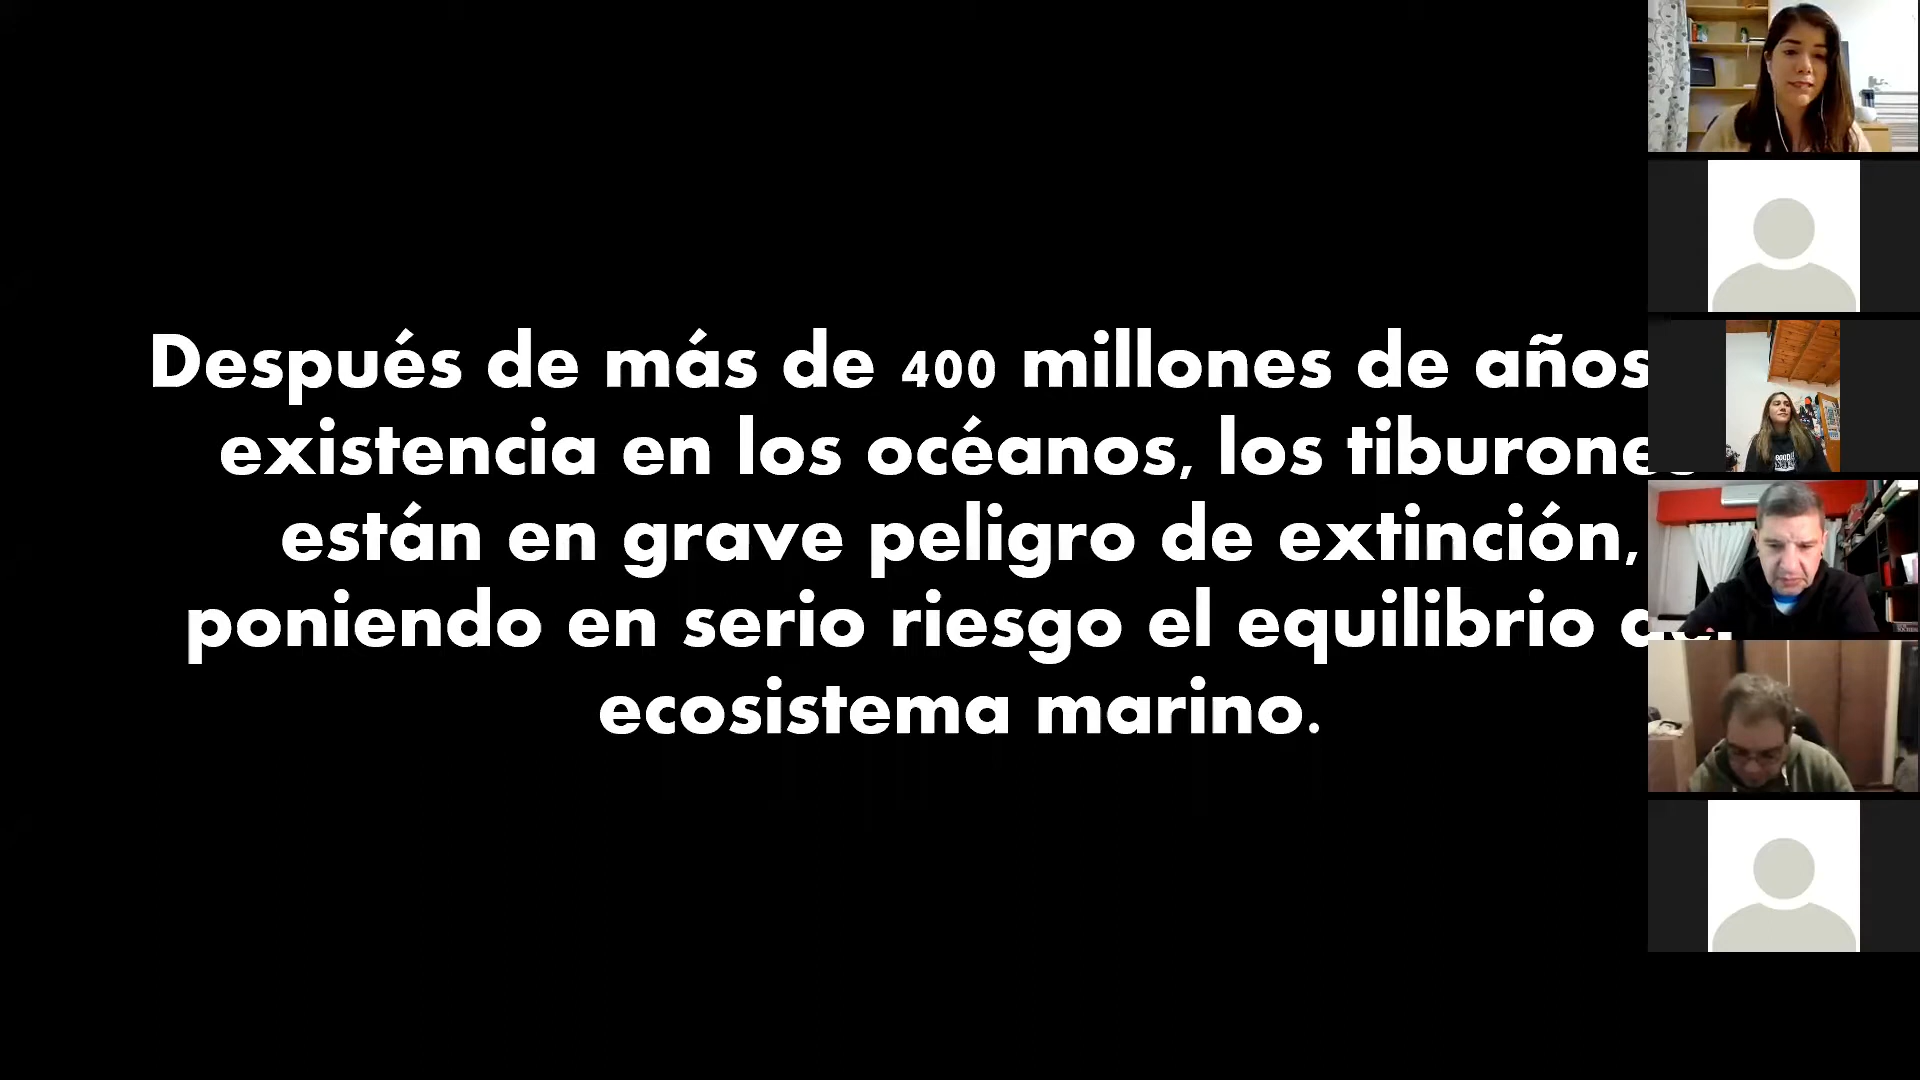 Después de más de 400 millones de años
existencia en los océanos, los tiburones
están en grave peligro de extinción,
poniendo en serio riesgo el equilibrio del
ecosistema marino.